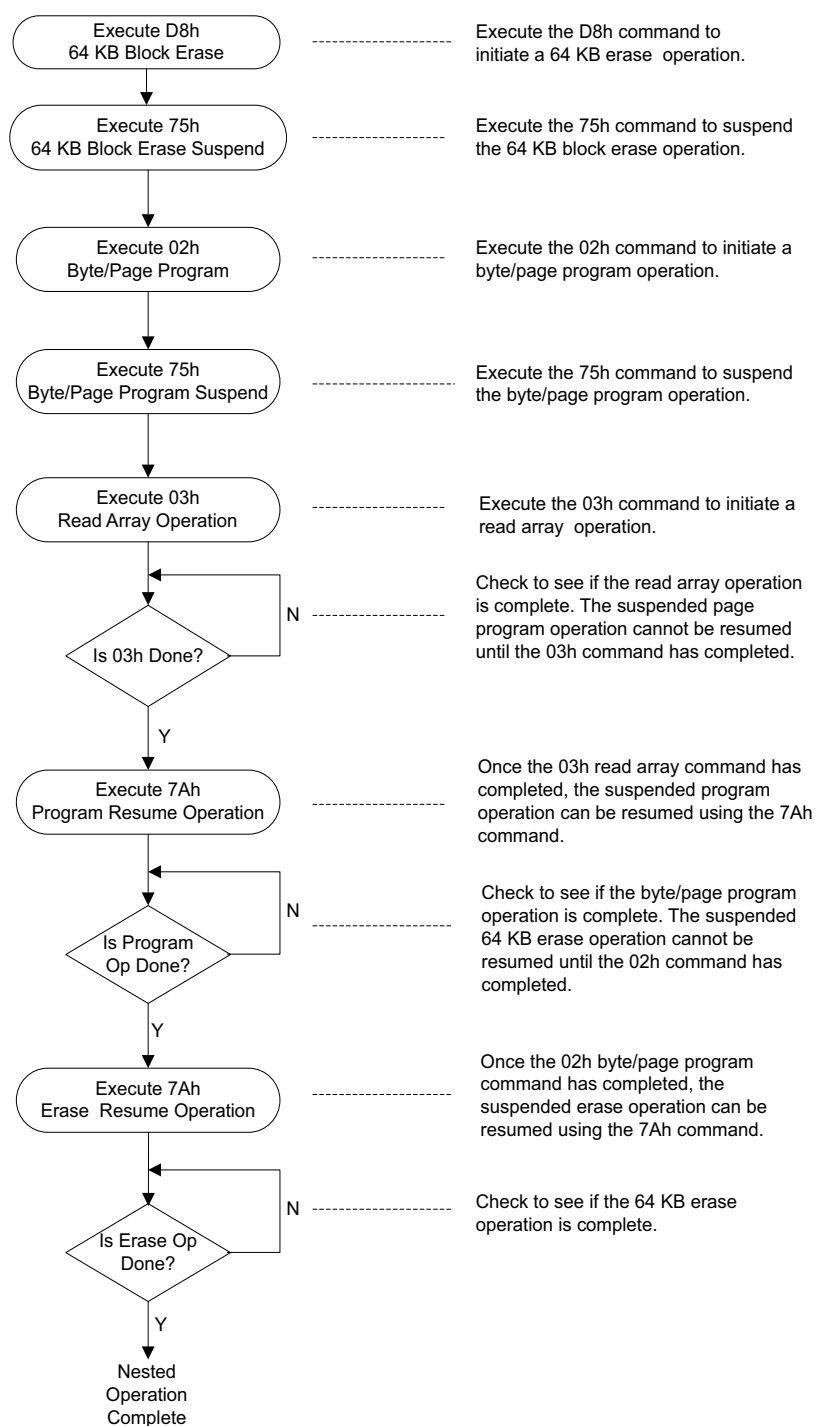 Execute D8h
64 KB Block Erase
Execute the D8h command to
initiate a 64 KB erase operation.
Execute 75h
64 KB Block Erase Suspend
Execute the 75h command to suspend
the 64 KB block erase operation.
Execute 02h
Byte/Page Program
Execute the 02h command to initiate a
byte/page program operation.
Execute 75h
Byte/Page Program Suspend
Execute the 75h command to suspend
the byte/page program operation.
Execute 03h
Read Array Operation
Execute the 03h command to initiate a
read array operation.
Is 03h Done?
N
Y
Check to see if the read array operation
is complete. The suspended page
program operation cannot be resumed
until the 03h command has completed.
Execute 7Ah
Program Resume Operation
Once the 03h read array command has
completed, the suspended program
operation can be resumed using the 7Ah
command.
Is Program
Op Done?
N
Y
Check to see if the byte/page program
operation is complete. The suspended
64 KB erase operation cannot be
resumed until the 02h command has
completed.
Execute 7Ah
Erase Resume Operation
Once the 02h byte/page program
command has completed, the
suspended erase operation can be
resumed using the 7Ah command.
Is Erase Op
Done?
N
Y
Check to see if the 64 KB erase
operation is complete.
Nested
Operation
Complete